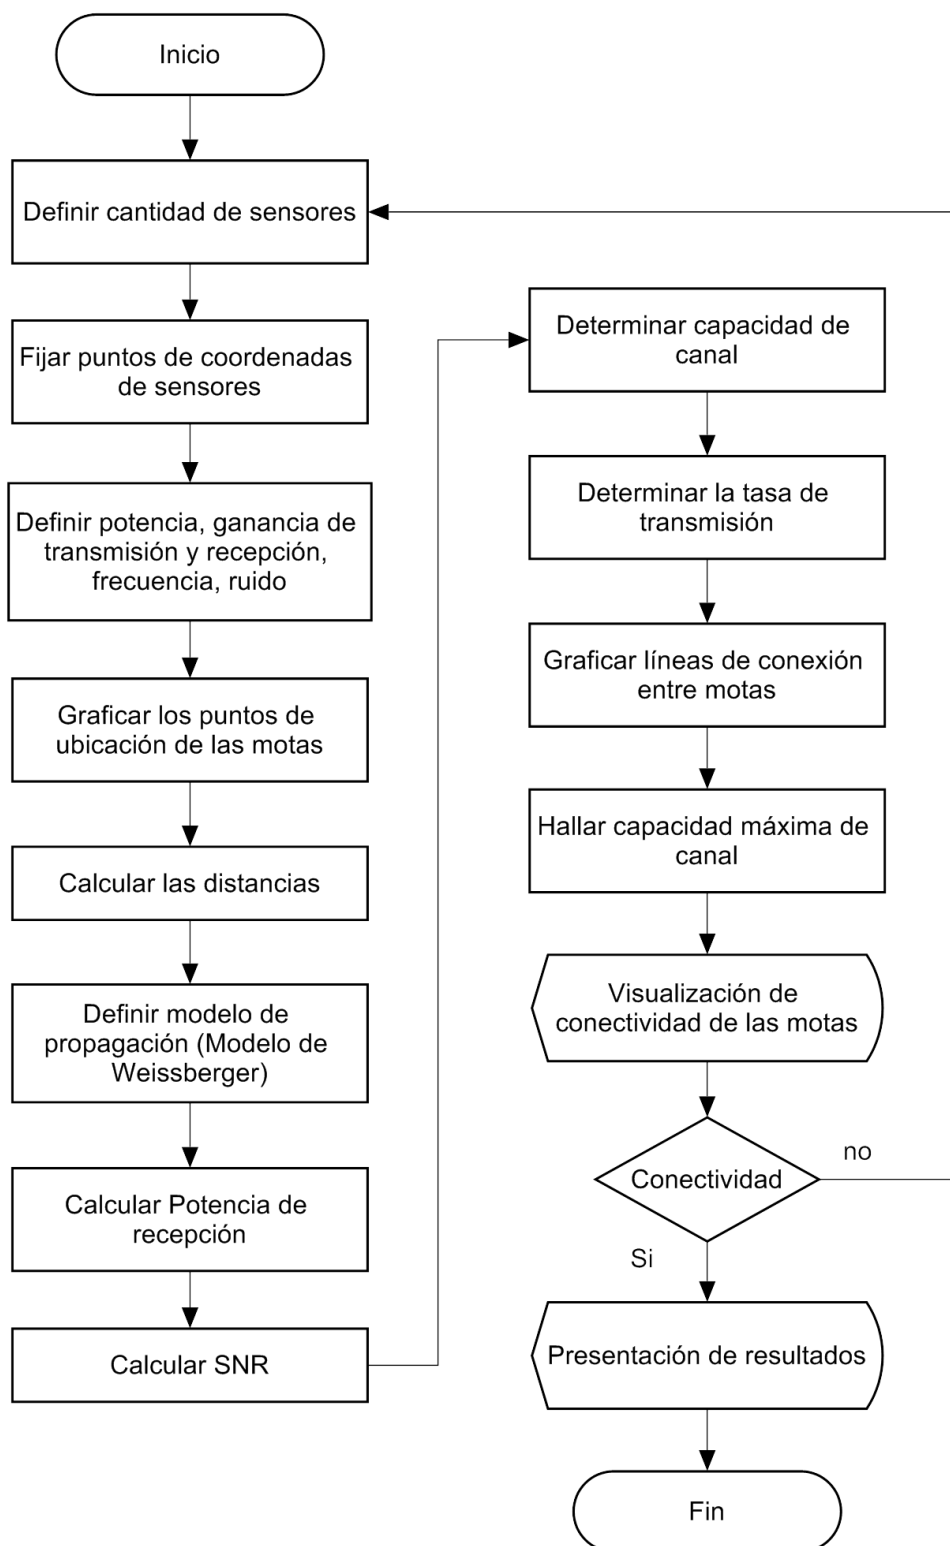 Inicio
Definir cantidad de sensores
Fijar puntos de coordenadas
de sensores
Definir potencia, ganancia de
transmisión y recepción,
frecuencia, ruido
Graficar los puntos de
ubicación de las motas
Calcular las distancias
Definir modelo de
propagación (Modelo de
Weissberger)
Calcular Potencia de
recepción
Calcular SNR
Determinar capacidad de
canal
Determinar la tasa de
transmisión
Graficar líneas de conexión
entre motas
Hallar capacidad máxima de
canal
Visualización de
conectividad de las motas
Conectividad
no
Si
Presentación de resultados
Fin